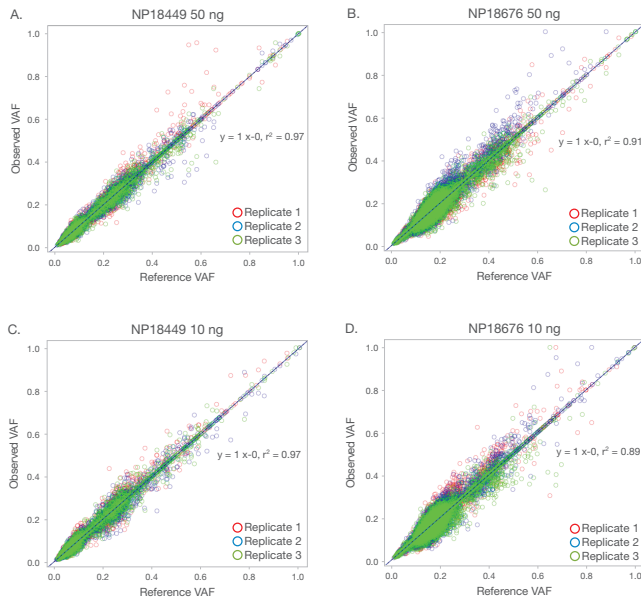 A.
NP18449 50 ng
1.0
0.8
0.6
0.4
0.2
0.0
Observed VAF
y = 1 x-0, r² = 0.97
Replicate 1
Replicate 2
Replicate 3
0.0 0.2 0.4 0.6 0.8 1.0
Reference VAF
B.
NP18676 50 ng
1.0
0.8
0.6
0.4
0.2
0.0
Observed VAF
y = 1 x-0, r² = 0.91
Replicate 1
Replicate 2
Replicate 3
0.0 0.2 0.4 0.6 0.8 1.0
Reference VAF
C.
NP18449 10 ng
1.0
0.8
0.6
0.4
0.2
0.0
Observed VAF
y = 1 x-0, r² = 0.97
Replicate 1
Replicate 2
Replicate 3
0.0 0.2 0.4 0.6 0.8 1.0
Reference VAF
D.
NP18676 10 ng
1.0
0.8
0.6
0.4
0.2
0.0
Observed VAF
y = 1 x-0, r² = 0.89
Replicate 1
Replicate 2
Replicate 3
0.0 0.2 0.4 0.6 0.8 1.0
Reference VAF